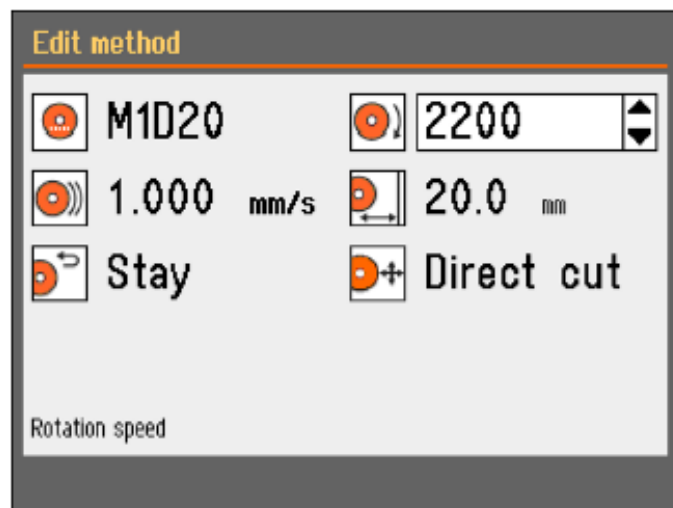 Edit method
M1D20 2200
1.000 mm/s 20.0 mm
Stay Direct cut
Rotation speed